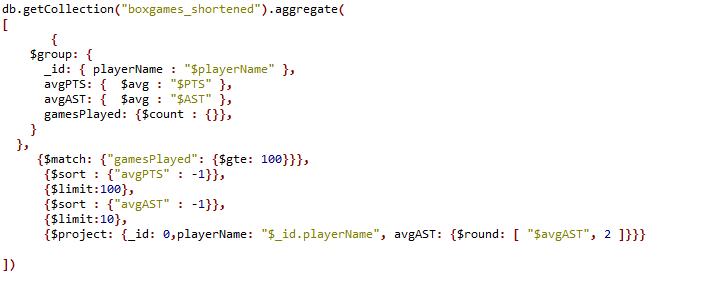 db.getCollection("boxgames_shortened").aggregate(
[
{
$group: {
_id: { playerName : "$playerName" },
avgPTS: {  $avg : "$PTS" },
avgAST: {  $avg : "$AST" },
gamesPlayed: {$count : {}},
}
},
{$match: {"gamesPlayed": {$gte: 100}}},
{$sort : {"avgPTS" : -1}},
{$limit:100},
{$sort : {"avgAST" : -1}},
{$limit:10},
{$project: {_id: 0,playerName: "$_id.playerName", avgAST: {$round: [ "$avgAST", 2 ]}}}
])